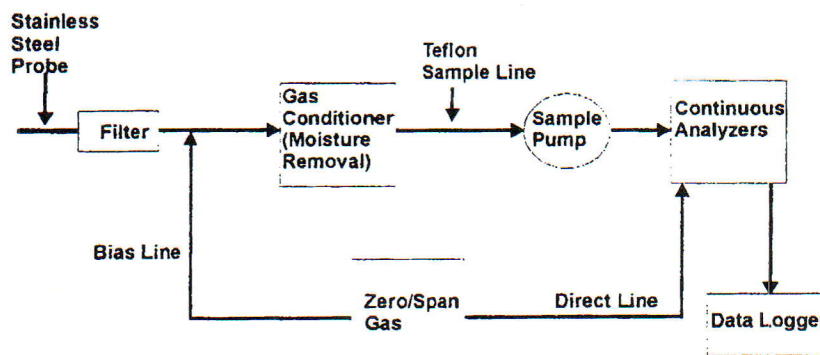 Stainless
Steel
Probe
Filter
Gas
Conditioner
(Moisture
Removal)
Teflon
Sample Line
Sample
Pump
Continuous
Analyzers
Bias Line
Zero/Span
Gas
Direct Line
Data Logge